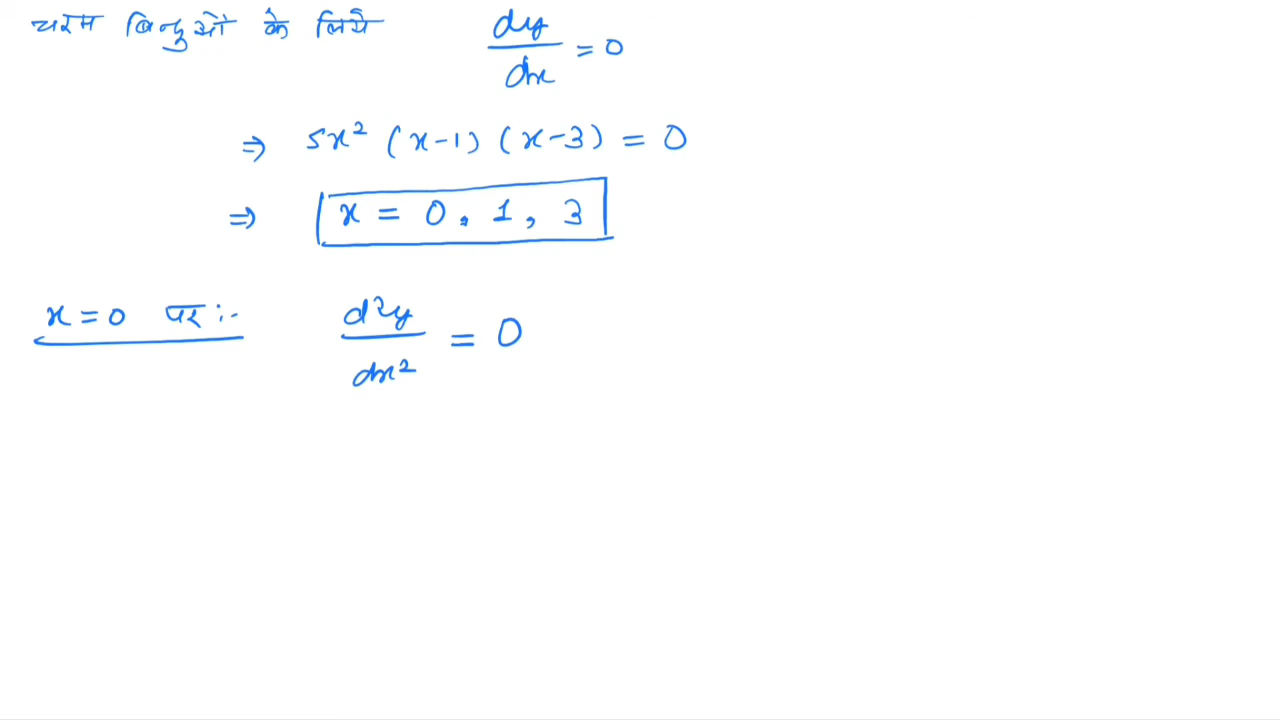 चरम बिन्दुओं के लिये dy/dx = 0
⇒ 5x² (x-1) (x-3) = 0
⇒ x = 0, 1, 3
x = 0 पर :- d²y/dx² = 0